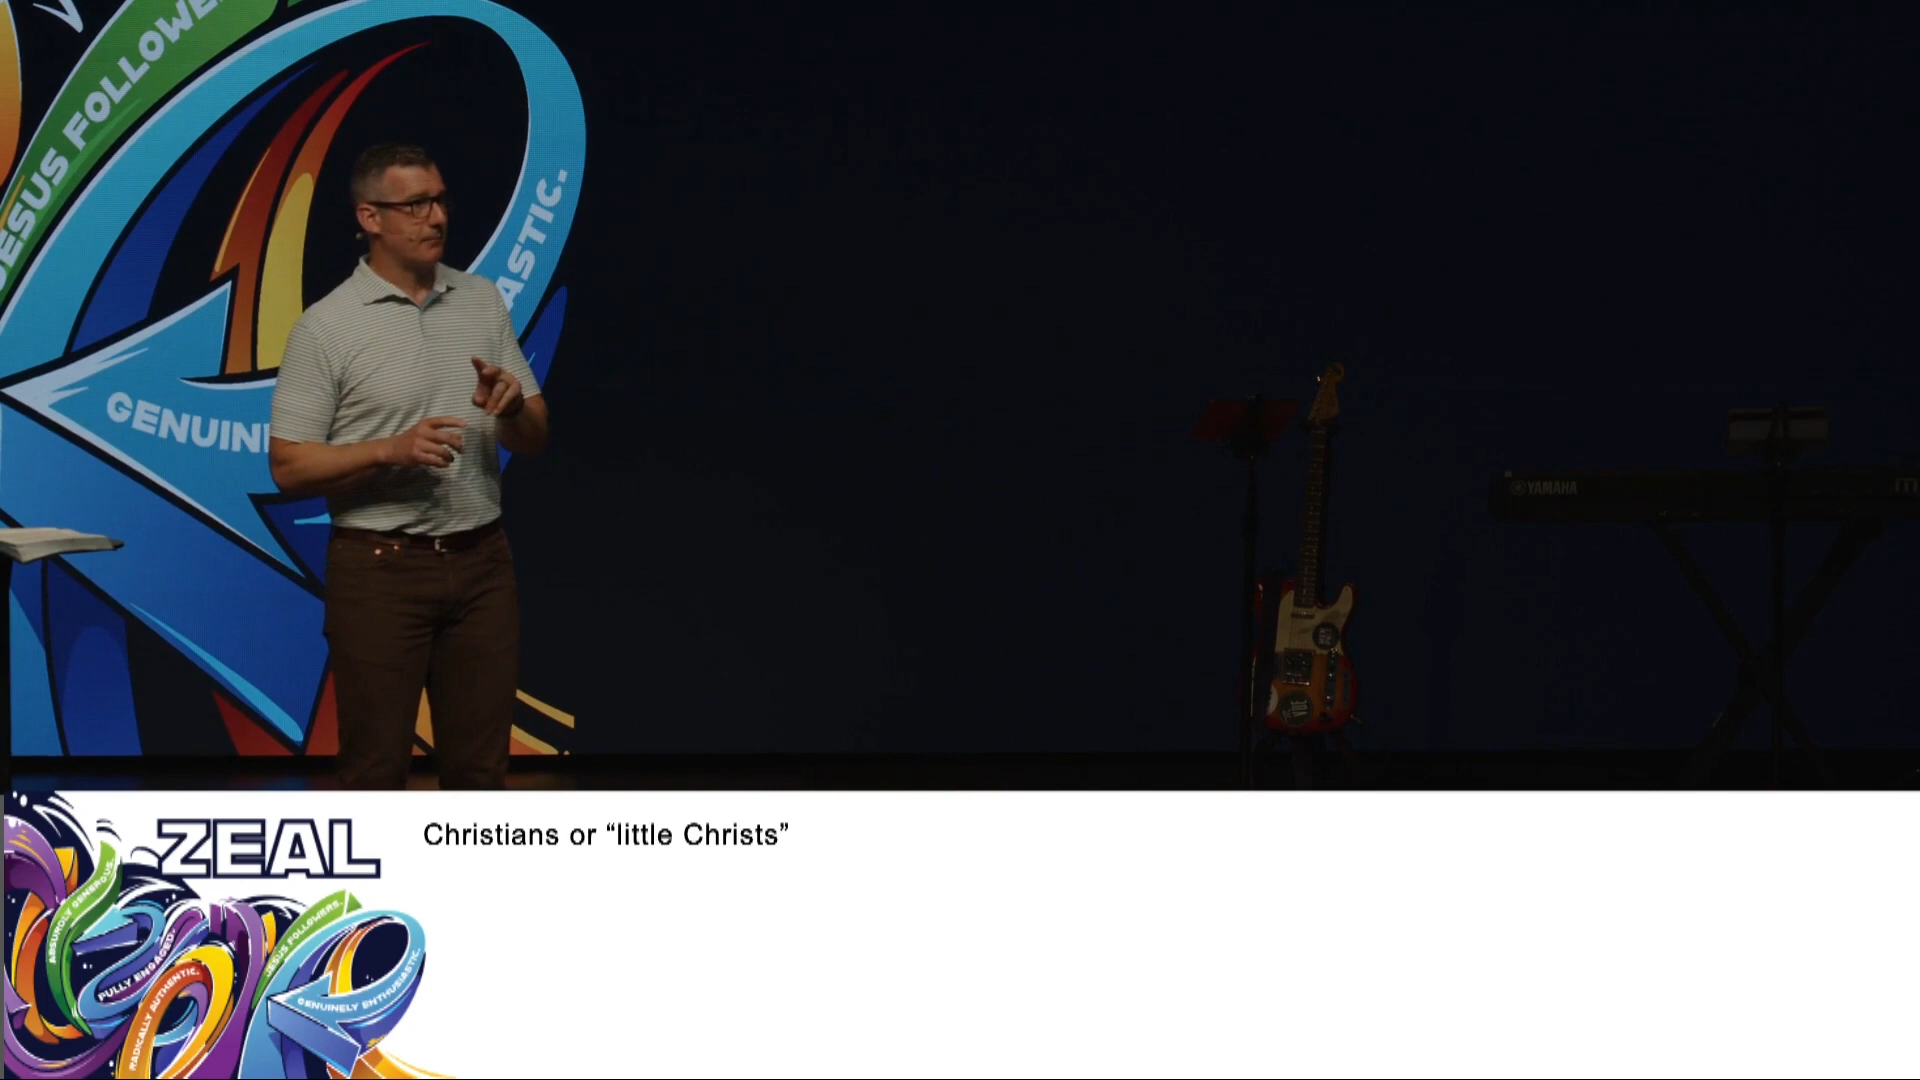 JESUS FOLLOWE
GENUIN
ASTIC.
YAMAHA
ZEAL
Christians or “little Christs”
ABSURDLY GENEROUS.
FULLY ENGAGED.
RADICALLY AUTHENTIC.
JESUS FOLLOWERS.
GENUINELY ENTHUSIASTIC.